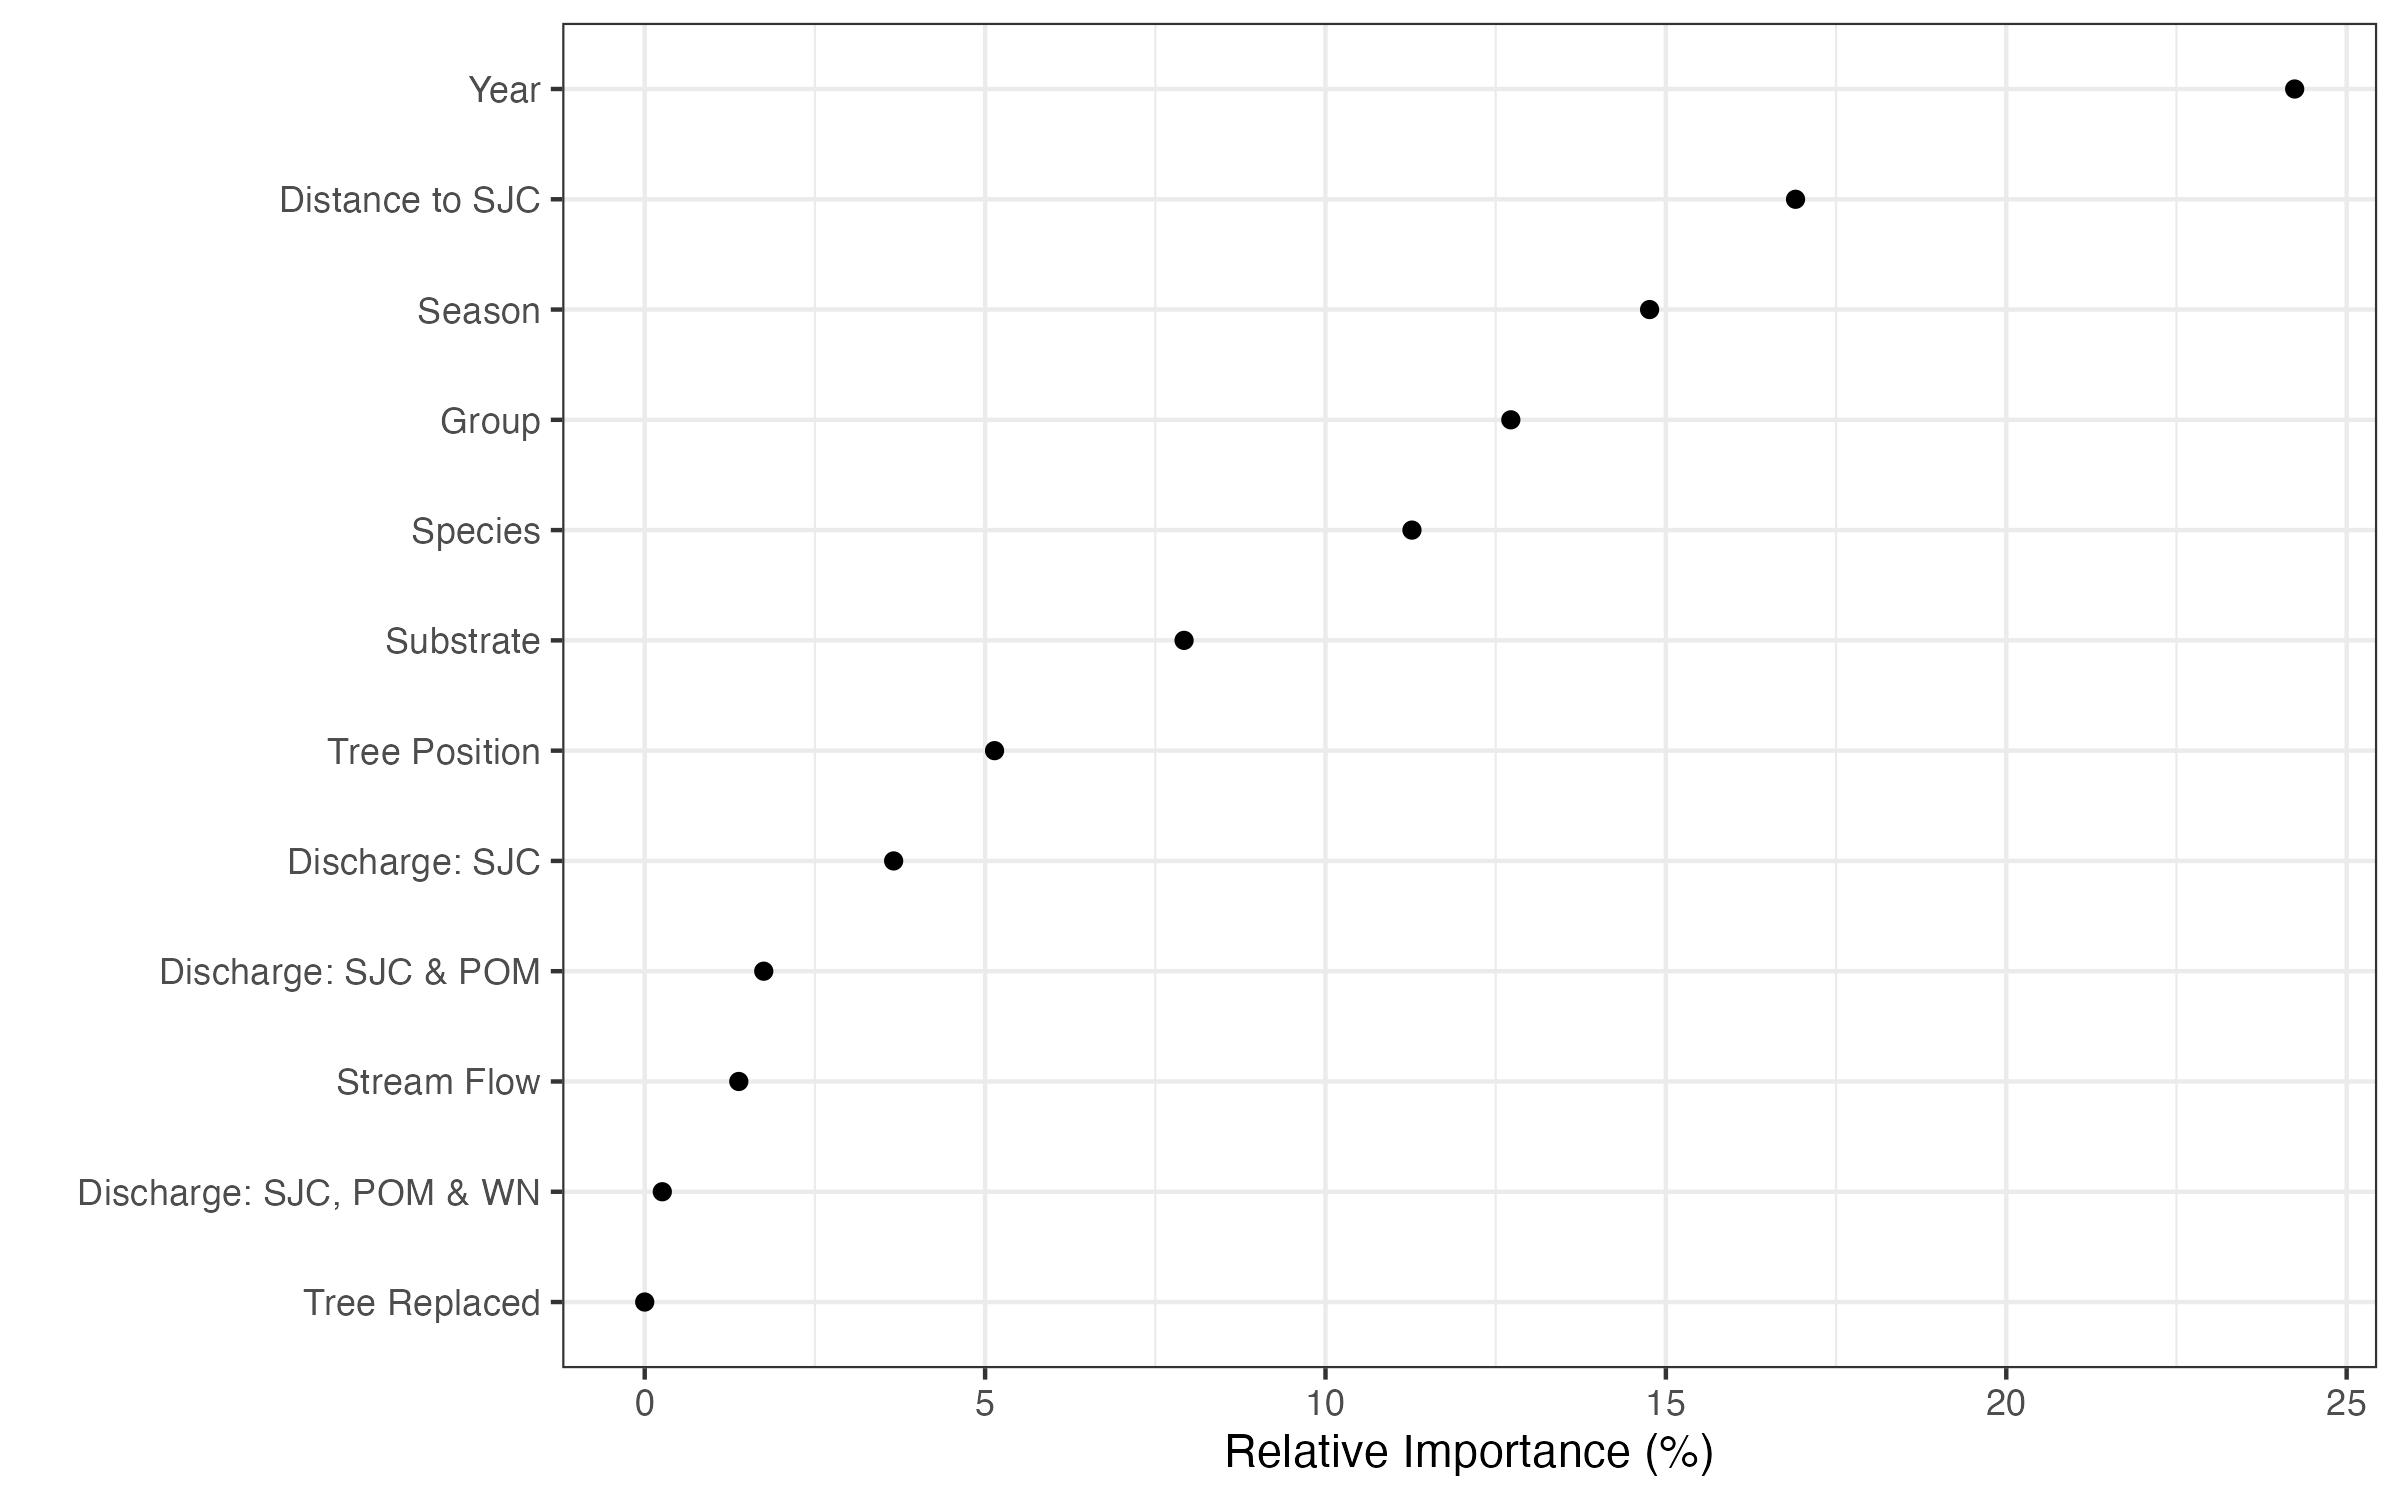 Year
Distance to SJC
Season
Group
Species
Substrate
Tree Position
Discharge: SJC
Discharge: SJC & POM
Stream Flow
Discharge: SJC, POM & WN
Tree Replaced
0 5 10 15 20 25
Relative Importance (%)